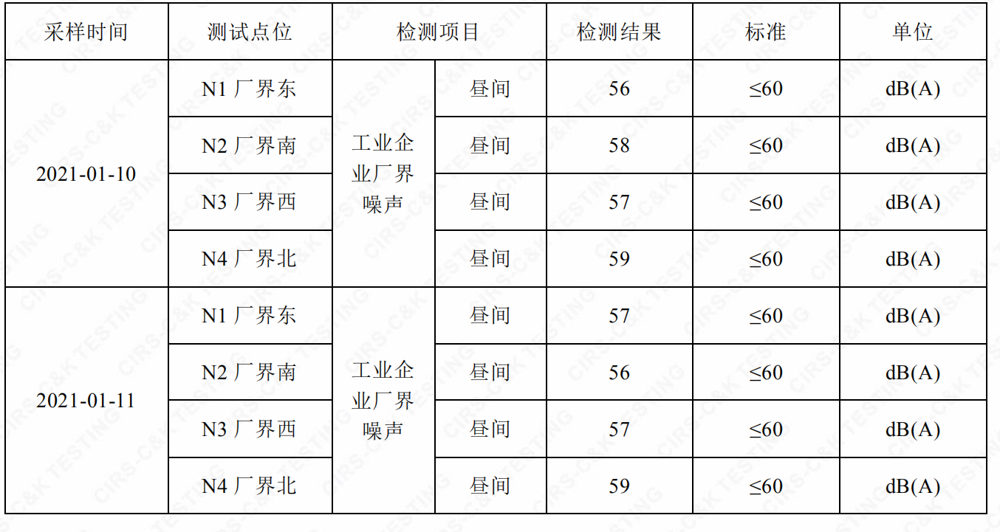 采样时间 测试点位 检测项目 检测结果 标准 单位
2021-01-10 N1 厂界东 工业企业厂界噪声 昼间 56 ≤60 dB(A)
N2 厂界南 昼间 58 ≤60 dB(A)
N3 厂界西 昼间 57 ≤60 dB(A)
N4 厂界北 昼间 59 ≤60 dB(A)
2021-01-11 N1 厂界东 工业企业厂界噪声 昼间 57 ≤60 dB(A)
N2 厂界南 昼间 56 ≤60 dB(A)
N3 厂界西 昼间 57 ≤60 dB(A)
N4 厂界北 昼间 59 ≤60 dB(A)
CIRS-C&K TESTING